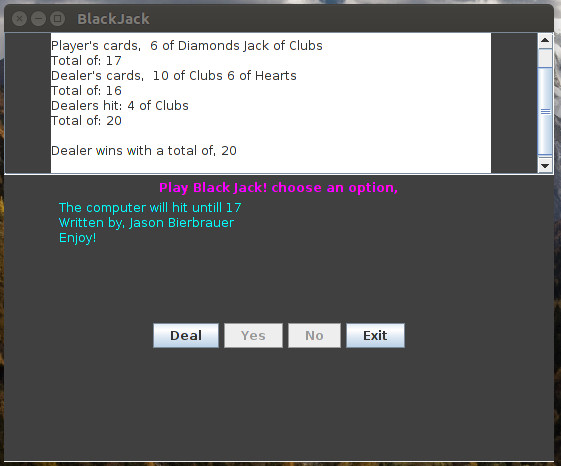 BlackJack
Player's cards,  6 of Diamonds Jack of Clubs
Total of: 17
Dealer's cards,  10 of Clubs 6 of Hearts
Total of: 16
Dealers hit: 4 of Clubs
Total of: 20
Dealer wins with a total of, 20
Play Black Jack! choose an option,
The computer will hit untill 17
Written by, Jason Bierbrauer
Enjoy!
Deal Yes No Exit